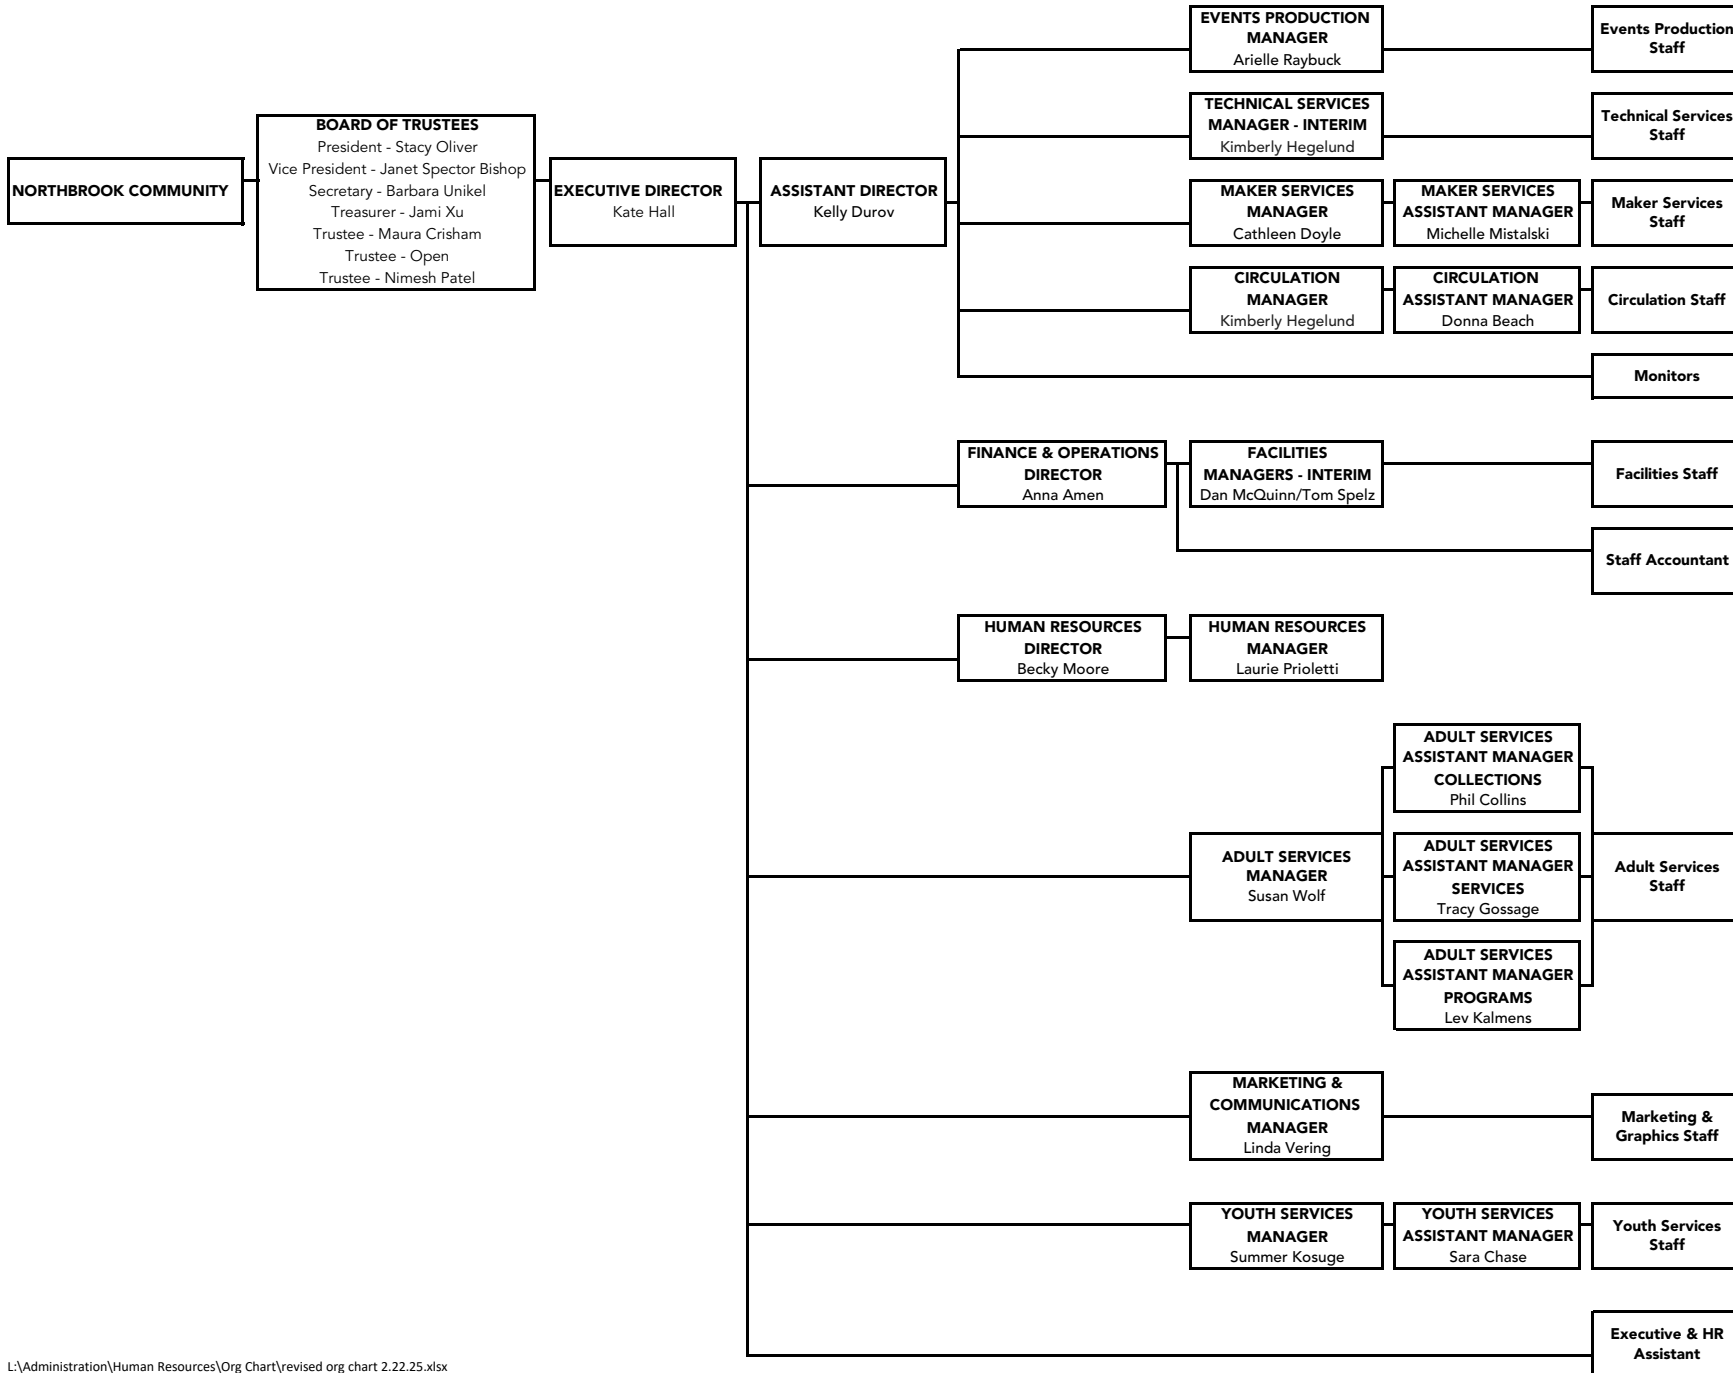 NORTHBROOK COMMUNITY
BOARD OF TRUSTEES
President - Stacy Oliver
Vice President - Janet Spector Bishop
Secretary - Barbara Unikel
Treasurer - Jami Xu
Trustee - Maura Crisham
Trustee - Open
Trustee - Nimesh Patel
EXECUTIVE DIRECTOR
Kate Hall
ASSISTANT DIRECTOR
Kelly Durov
EVENTS PRODUCTION
MANAGER
Arielle Raybuck
Events Production
Staff
TECHNICAL SERVICES
MANAGER - INTERIM
Kimberly Hegelund
Technical Services
Staff
MAKER SERVICES
MANAGER
Cathleen Doyle
MAKER SERVICES
ASSISTANT MANAGER
Michelle Mistalski
Maker Services
Staff
CIRCULATION
MANAGER
Kimberly Hegelund
CIRCULATION
ASSISTANT MANAGER
Donna Beach
Circulation Staff
Monitors
FINANCE & OPERATIONS
DIRECTOR
Anna Amen
FACILITIES
MANAGERS - INTERIM
Dan McQuinn/Tom Spelz
Facilities Staff
Staff Accountant
HUMAN RESOURCES
DIRECTOR
Becky Moore
HUMAN RESOURCES
MANAGER
Laurie Prioletti
ADULT SERVICES
MANAGER
Susan Wolf
ADULT SERVICES
ASSISTANT MANAGER
COLLECTIONS
Phil Collins
ADULT SERVICES
ASSISTANT MANAGER
SERVICES
Tracy Gossage
ADULT SERVICES
ASSISTANT MANAGER
PROGRAMS
Lev Kalmens
Adult Services
Staff
MARKETING &
COMMUNICATIONS
MANAGER
Linda Vering
Marketing &
Graphics Staff
YOUTH SERVICES
MANAGER
Summer Kosuge
YOUTH SERVICES
ASSISTANT MANAGER
Sara Chase
Youth Services
Staff
Executive & HR
Assistant
L:\Administration\Human Resources\Org Chart\revised org chart 2.22.25.xlsx